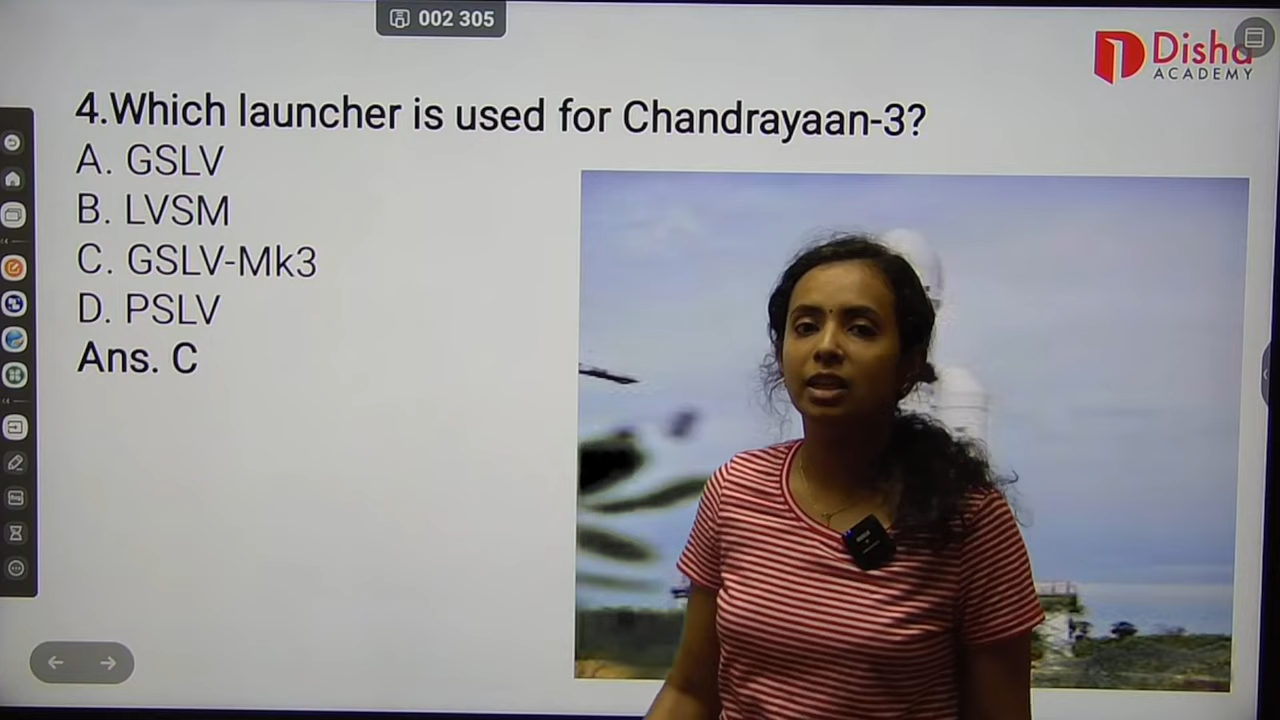 002 305
Disha
ACADEMY
4.Which launcher is used for Chandrayaan-3?
A. GSLV
B. LVSM
C. GSLV-Mk3
D. PSLV
Ans. C